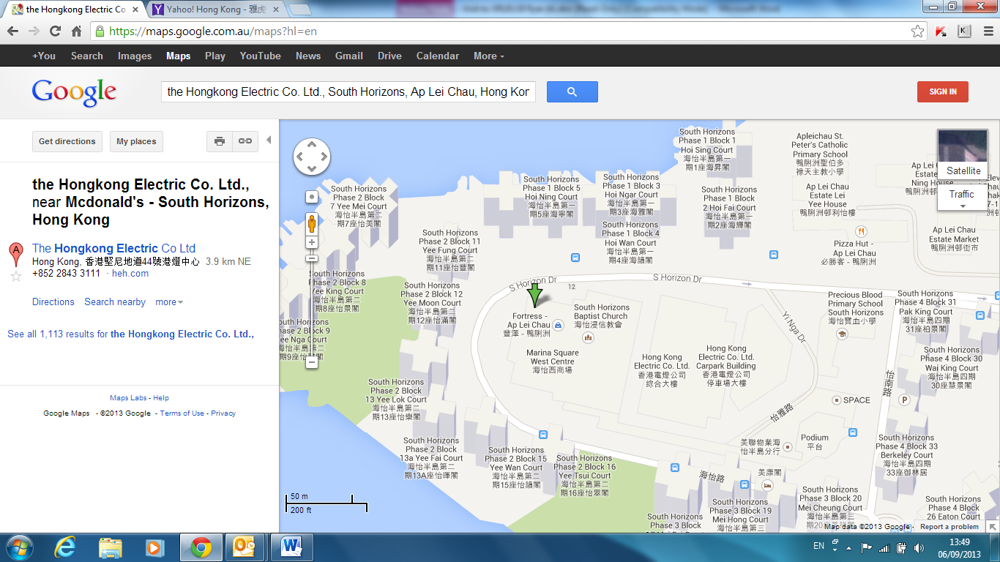 the Hongkong Electric Co
Yahoo! Hong Kong - 雅虎
https://maps.google.com.au/maps?hl=en
+You Search Images Maps Play YouTube News Gmail Drive Calendar More
Google
the Hongkong Electric Co. Ltd., South Horizons, Ap Lei Chau, Hong Kon
SIGN IN
Get directions
My places
the Hongkong Electric Co. Ltd.,
near Mcdonald's - South Horizons,
Hong Kong
A
The Hongkong Electric Co Ltd
Hong Kong, 香港堅尼地道44號港燈中心 3.9 km NE
+852 2843 3111 · heh.com
Directions Search nearby more
See all 1,113 results for the Hongkong Electric Co. Ltd.,
Maps Labs - Help
Google Maps - ©2013 Google - Terms of Use - Privacy
South Horizons
Phase 2 Block
7 Yee Mei Court
海怡半島第二
期7座怡美閣
South Horizons
Phase 1 Block 5
Hoi Ning Court
海怡半島第一
期5座海寧閣
South Horizons
Phase 1 Block 3
Hoi Ngar Court
海怡半島第一
期3座海雅閣
South Horizons
Phase 1 Block 4
Hoi Wan Court
海怡半島第一
期4座海韻閣
South Horizons
Phase 1 Block 1
Hoi Sing Court
海怡半島第一
期1座海昇閣
South Horizons
Phase 1 Block
2 Hoi Fai Court
海怡半島第一
期2座海輝閣
Apleichau St.
Peter's Catholic
Primary School
鴨脷洲聖伯多
祿天主教小學
Ap Lei
Estate
Ning House
Satellite
Traffic
Ap Lei Chau
Estate Lei
Yee House
鴨脷洲邨利怡樓
Pizza Hut -
Ap Lei Chau
必勝客 - 鴨脷洲
Ap Lei Chau
Estate Market
鴨脷洲邨街市
South Horizons
Phase 2 Block 11
Yee Fung Court
海怡半島第二
期11座怡豐閣
South Horizons
Phase 2 Block 8
Yee King Court
海怡半島第二
期8座怡景閣
South Horizons
Phase 2 Block 12
Yee Moon Court
海怡半島第二
期12座怡滿閣
outh Horizons
ase 2 Block 9
ee Nga Court
海怡半島第二
S Horizon Dr
12
S Horizon Dr
Fortress -
Ap Lei Chau
豐澤 - 鴨脷洲
South Horizons
Baptist Church
海怡浸信教會
Marina Square
West Centre
海怡西商場
Hong Kong
Electric Co. Ltd.
香港電燈公司
綜合大樓
Hong Kong
Electric Co. Ltd.
Carpark Building
香港電燈公司
停車場大樓
Yi Nga Dr
Precious Blood
Primary School
South Horizons
海怡寶血小學
South Horizons
Phase 4 Block 31
Pak King Court
海怡半島四期
31座柏景閣
South Horizons
Phase 4 Block 30
Wai King Court
海怡半島四期
30座慧景閣
怡南路
P
SPACE
怡雅路
Podium
平台
美聯物業海
怡半島分行
South Horizons
Phase 2 Block
13 Yee Lok Court
海怡半島第二
期13座怡樂閣
South Horizons
Phase 2 Block
13a Yee Fai Court
海怡半島第二
期13A座怡暉閣
South Horizons
Phase 2 Block 15
Yee Wan Court
海怡半島第二
期15座怡韻閣
South Horizons
Phase 2 Block 16
Yee Tsui Court
海怡半島第二
期16座怡翠閣
海怡路
美康閣
South Horizons
Phase 4 Block 33
Berkeley Court
海怡半島四期
33座御林居
South Horizons
Phase 3 Block 20
Mei Cheung Court
海怡半島第三
South Horizons
Phase 3 Block 19
Mei Hong Court
海怡半島第三
South Horizons
Phase 3 Block
South Horizons
Phase 4 Block
26 Eaton Court
海怡半島四期
50 m
200 ft
Map data ©2013 Google - Report a problem
EN
13:49
06/09/2013